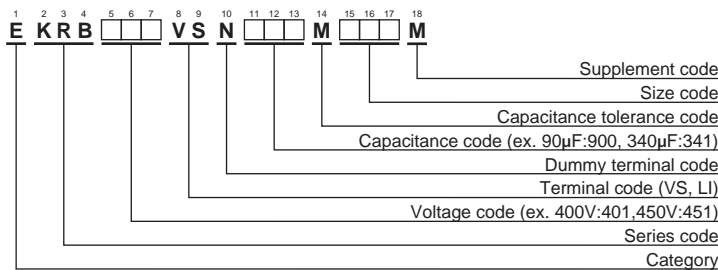 1 2 3 4 5 6 7 8 9 10 11 12 13 14 15 16 17 18
E K R B V S N M M
Supplement code
Size code
Capacitance tolerance code
Capacitance code (ex. 90μF:900, 340μF:341)
Dummy terminal code
Terminal code (VS, LI)
Voltage code (ex. 400V:401,450V:451)
Series code
Category